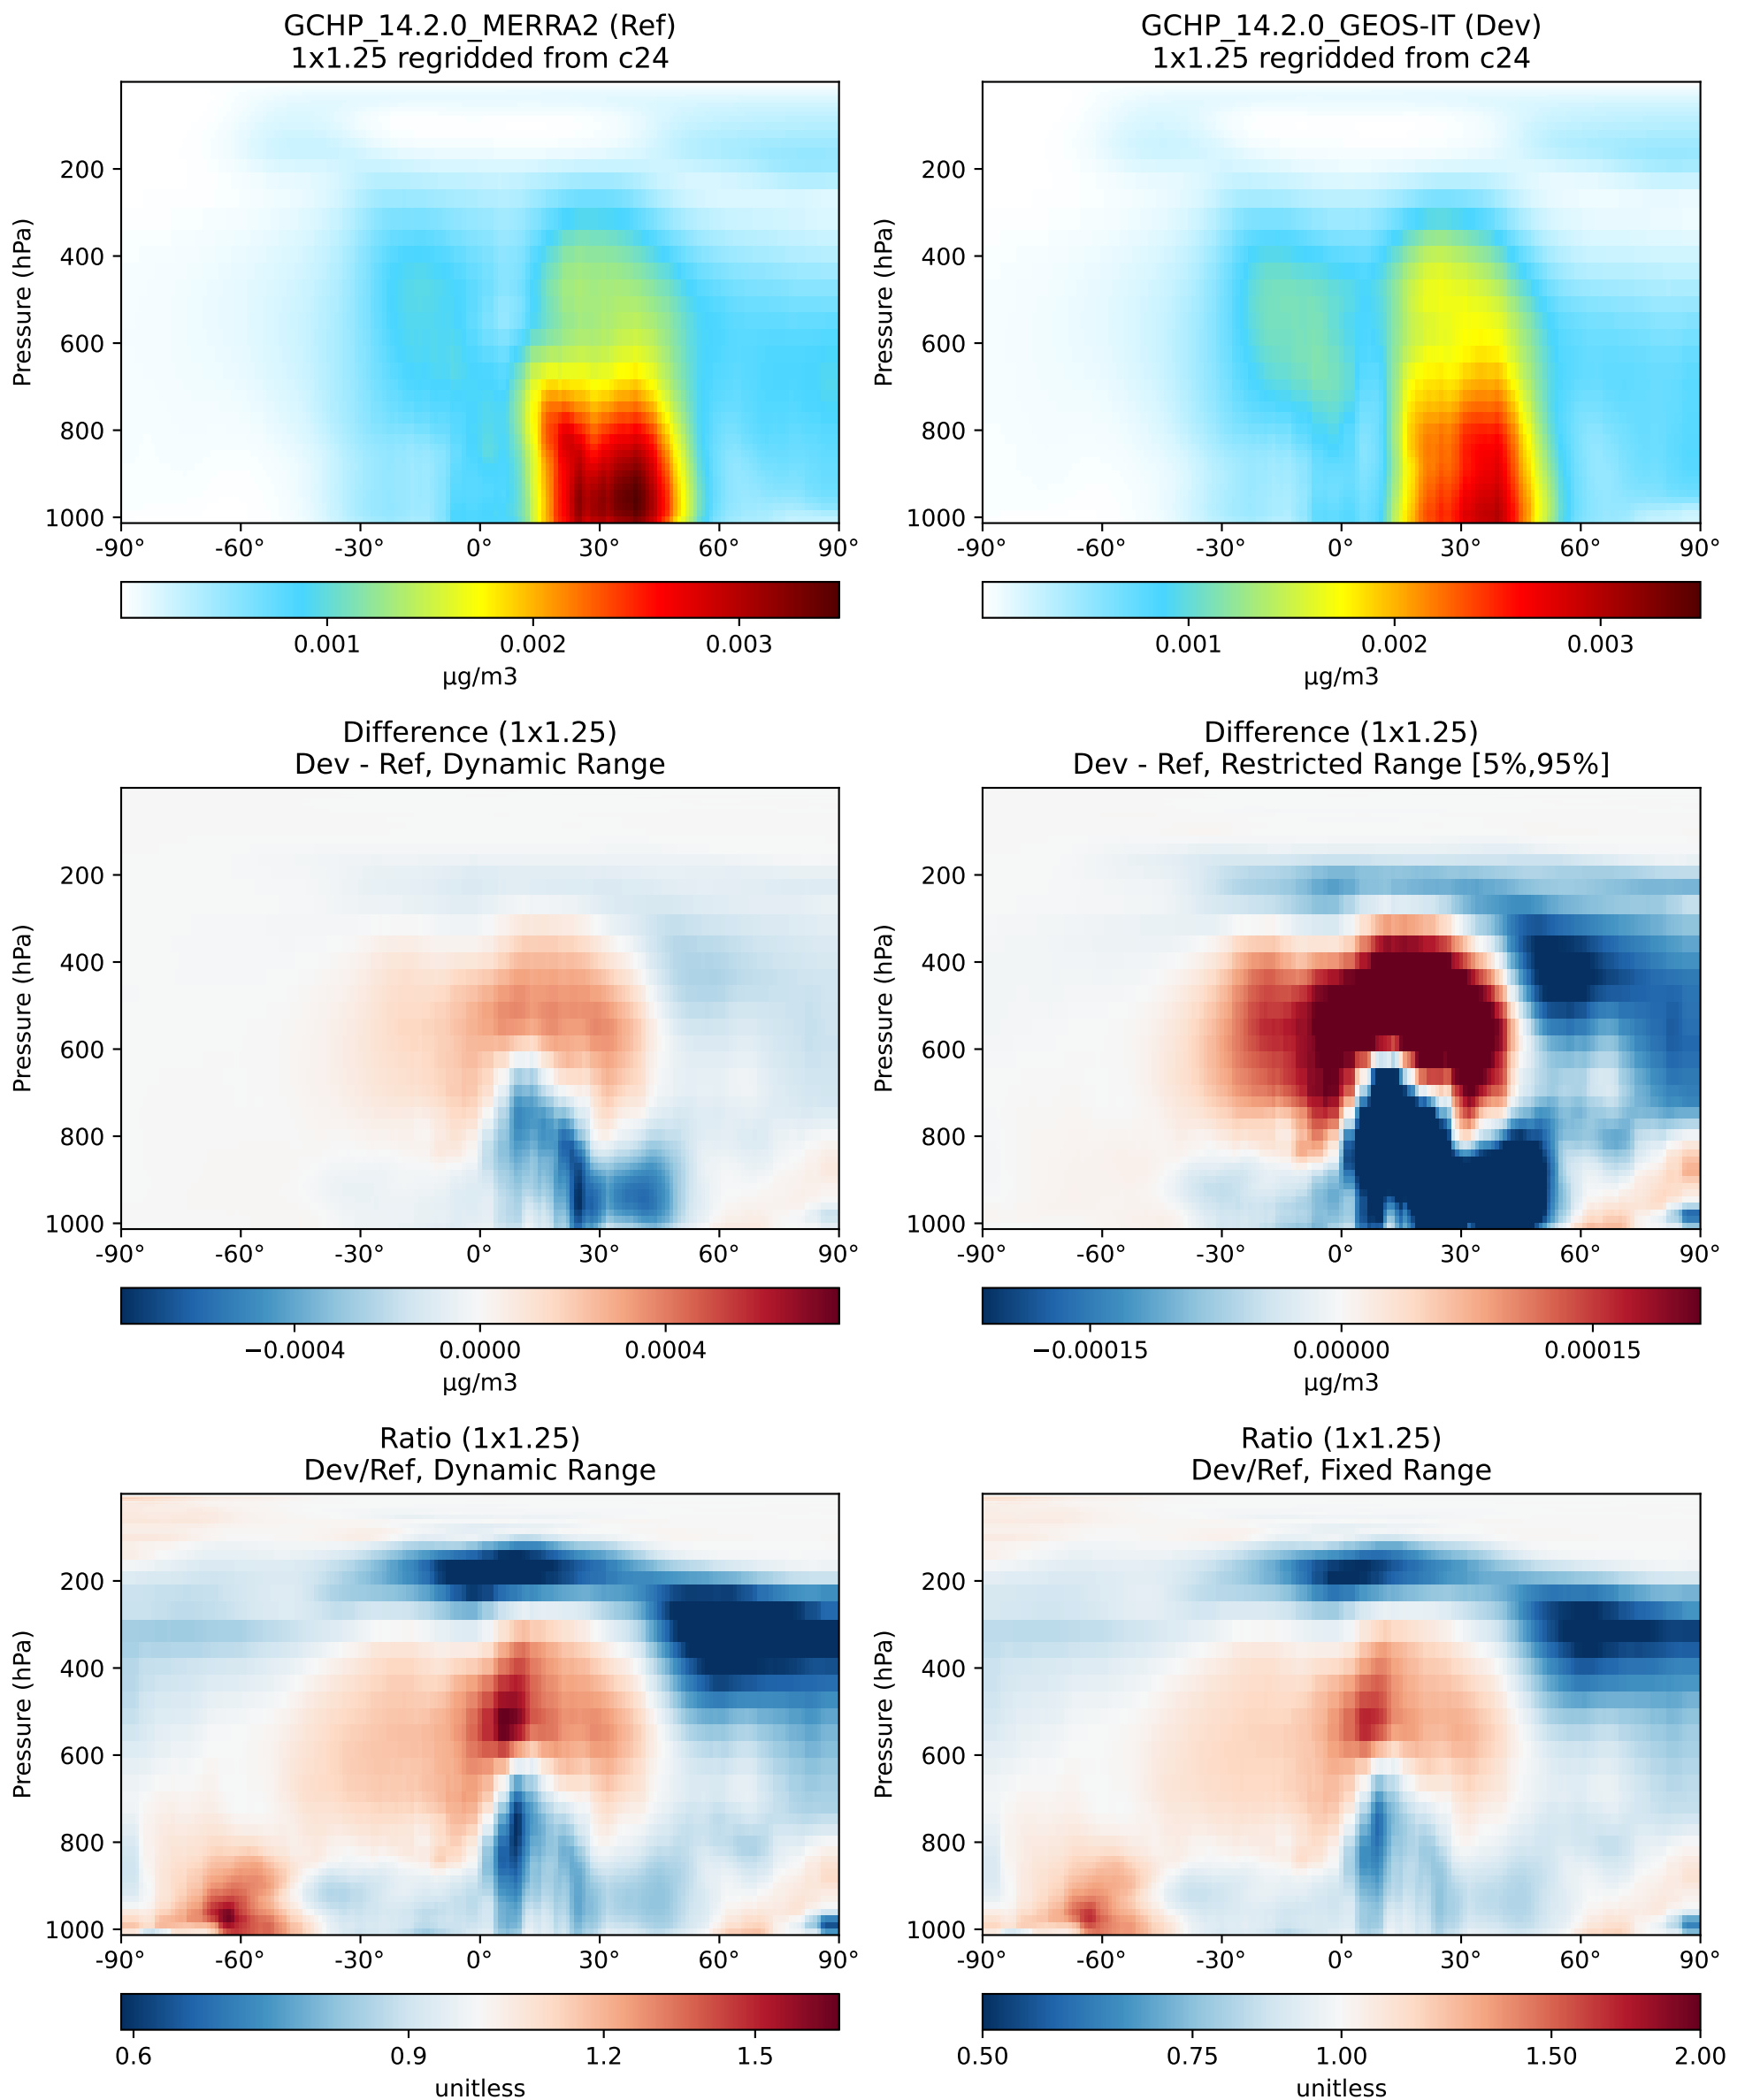 GCHP_14.2.0_MERRA2 (Ref)
1x1.25 regridded from c24
Pressure (hPa)
200
400
600
800
1000
-90° -60° -30° 0° 30° 60° 90°
0.001 0.002 0.003
µg/m3
GCHP_14.2.0_GEOS-IT (Dev)
1x1.25 regridded from c24
Pressure (hPa)
200
400
600
800
1000
-90° -60° -30° 0° 30° 60° 90°
0.001 0.002 0.003
µg/m3
Difference (1x1.25)
Dev - Ref, Dynamic Range
Pressure (hPa)
200
400
600
800
1000
-90° -60° -30° 0° 30° 60° 90°
−0.0004 0.0000 0.0004
µg/m3
Difference (1x1.25)
Dev - Ref, Restricted Range [5%,95%]
Pressure (hPa)
200
400
600
800
1000
-90° -60° -30° 0° 30° 60° 90°
−0.00015 0.00000 0.00015
µg/m3
Ratio (1x1.25)
Dev/Ref, Dynamic Range
Pressure (hPa)
200
400
600
800
1000
-90° -60° -30° 0° 30° 60° 90°
0.6 0.9 1.2 1.5
unitless
Ratio (1x1.25)
Dev/Ref, Fixed Range
Pressure (hPa)
200
400
600
800
1000
-90° -60° -30° 0° 30° 60° 90°
0.50 0.75 1.00 1.50 2.00
unitless